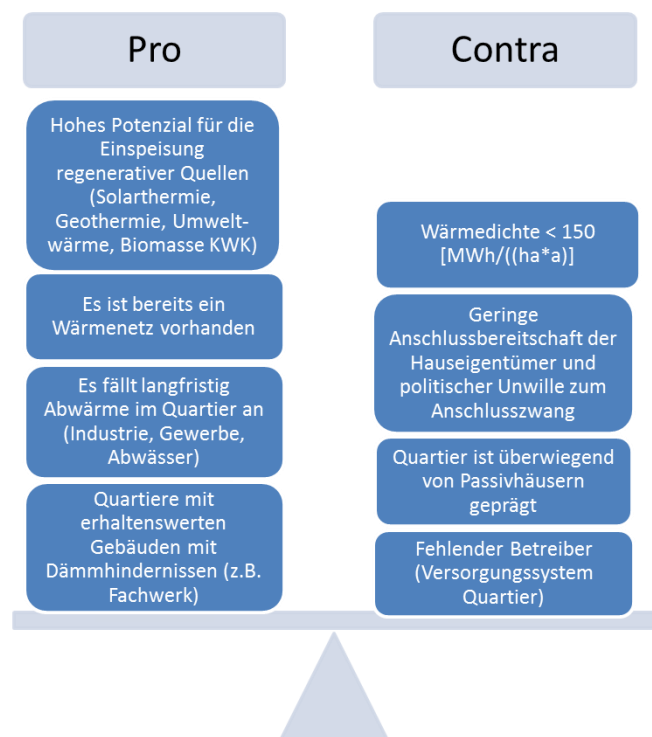 Pro
Hohes Potenzial für die
Einspeisung
regenerativer Quellen
(Solarthermie,
Geothermie, Umwelt-
wärme, Biomasse KWK)
Es ist bereits ein
Wärmenetz vorhanden
Es fällt langfristig
Abwärme im Quartier an
(Industrie, Gewerbe,
Abwässer)
Quartiere mit
erhaltenswerten
Gebäuden mit
Dämmhindernissen (z.B.
Fachwerk)
Contra
Wärmedichte < 150
[MWh/((ha*a)]
Geringe
Anschlussbereitschaft der
Hauseigentümer und
politischer Unwille zum
Anschlusszwang
Quartier ist überwiegend
von Passivhäusern
geprägt
Fehlender Betreiber
(Versorgungssystem
Quartier)